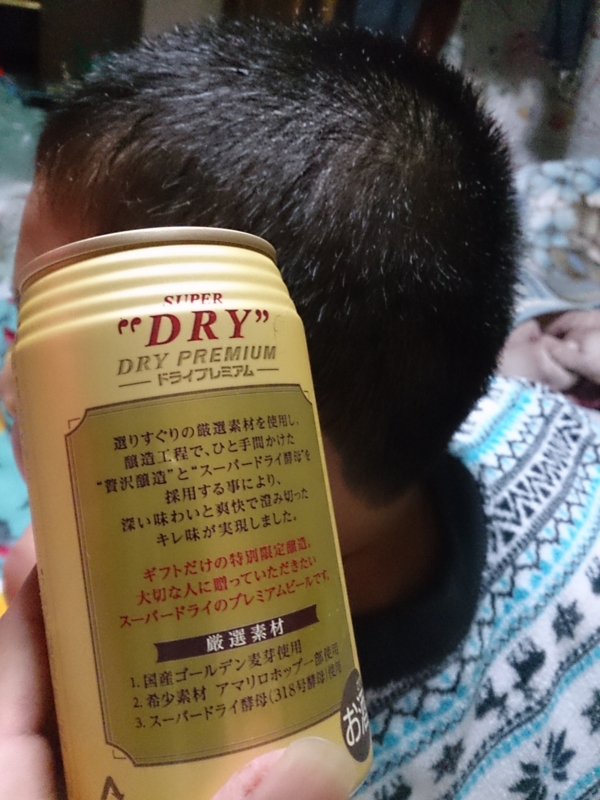 SUPER
"DRY"
DRY PREMIUM
ドライプレミアム
選りすぐりの厳選素材を使用し、
醸造工程で、ひと手間かけた
"贅沢醸造"と"スーパードライ酵母"を
採用する事により、
深い味わいと爽快で澄み切った
キレ味が実現しました。
ギフトだけの特別限定醸造。
大切な人に贈っていただきたい
スーパードライのプレミアムビールです。
厳選素材
1. 国産ゴールデン麦芽使用
2. 希少素材 アマリロホップ一部使用
3. スーパードライ酵母(318号酵母)使用
お酒